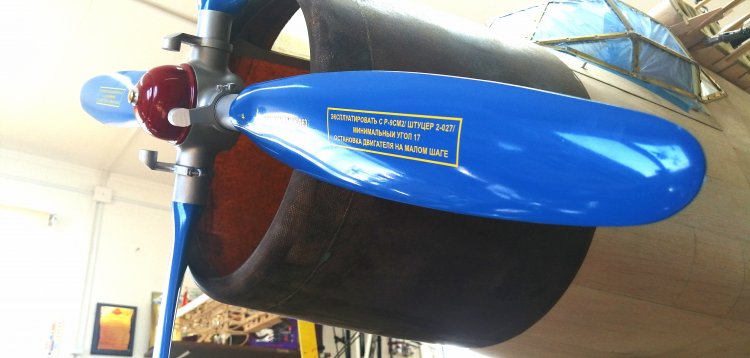 ЭКСПЛУАТИРОВАТЬ С Р-9СМ2/ ШТУЦЕР 2-027/
МИНИМАЛЬНЫЙ УГОЛ 17
ОСТАНОВКА ДВИГАТЕЛЯ НА МАЛОМ ШАГЕ